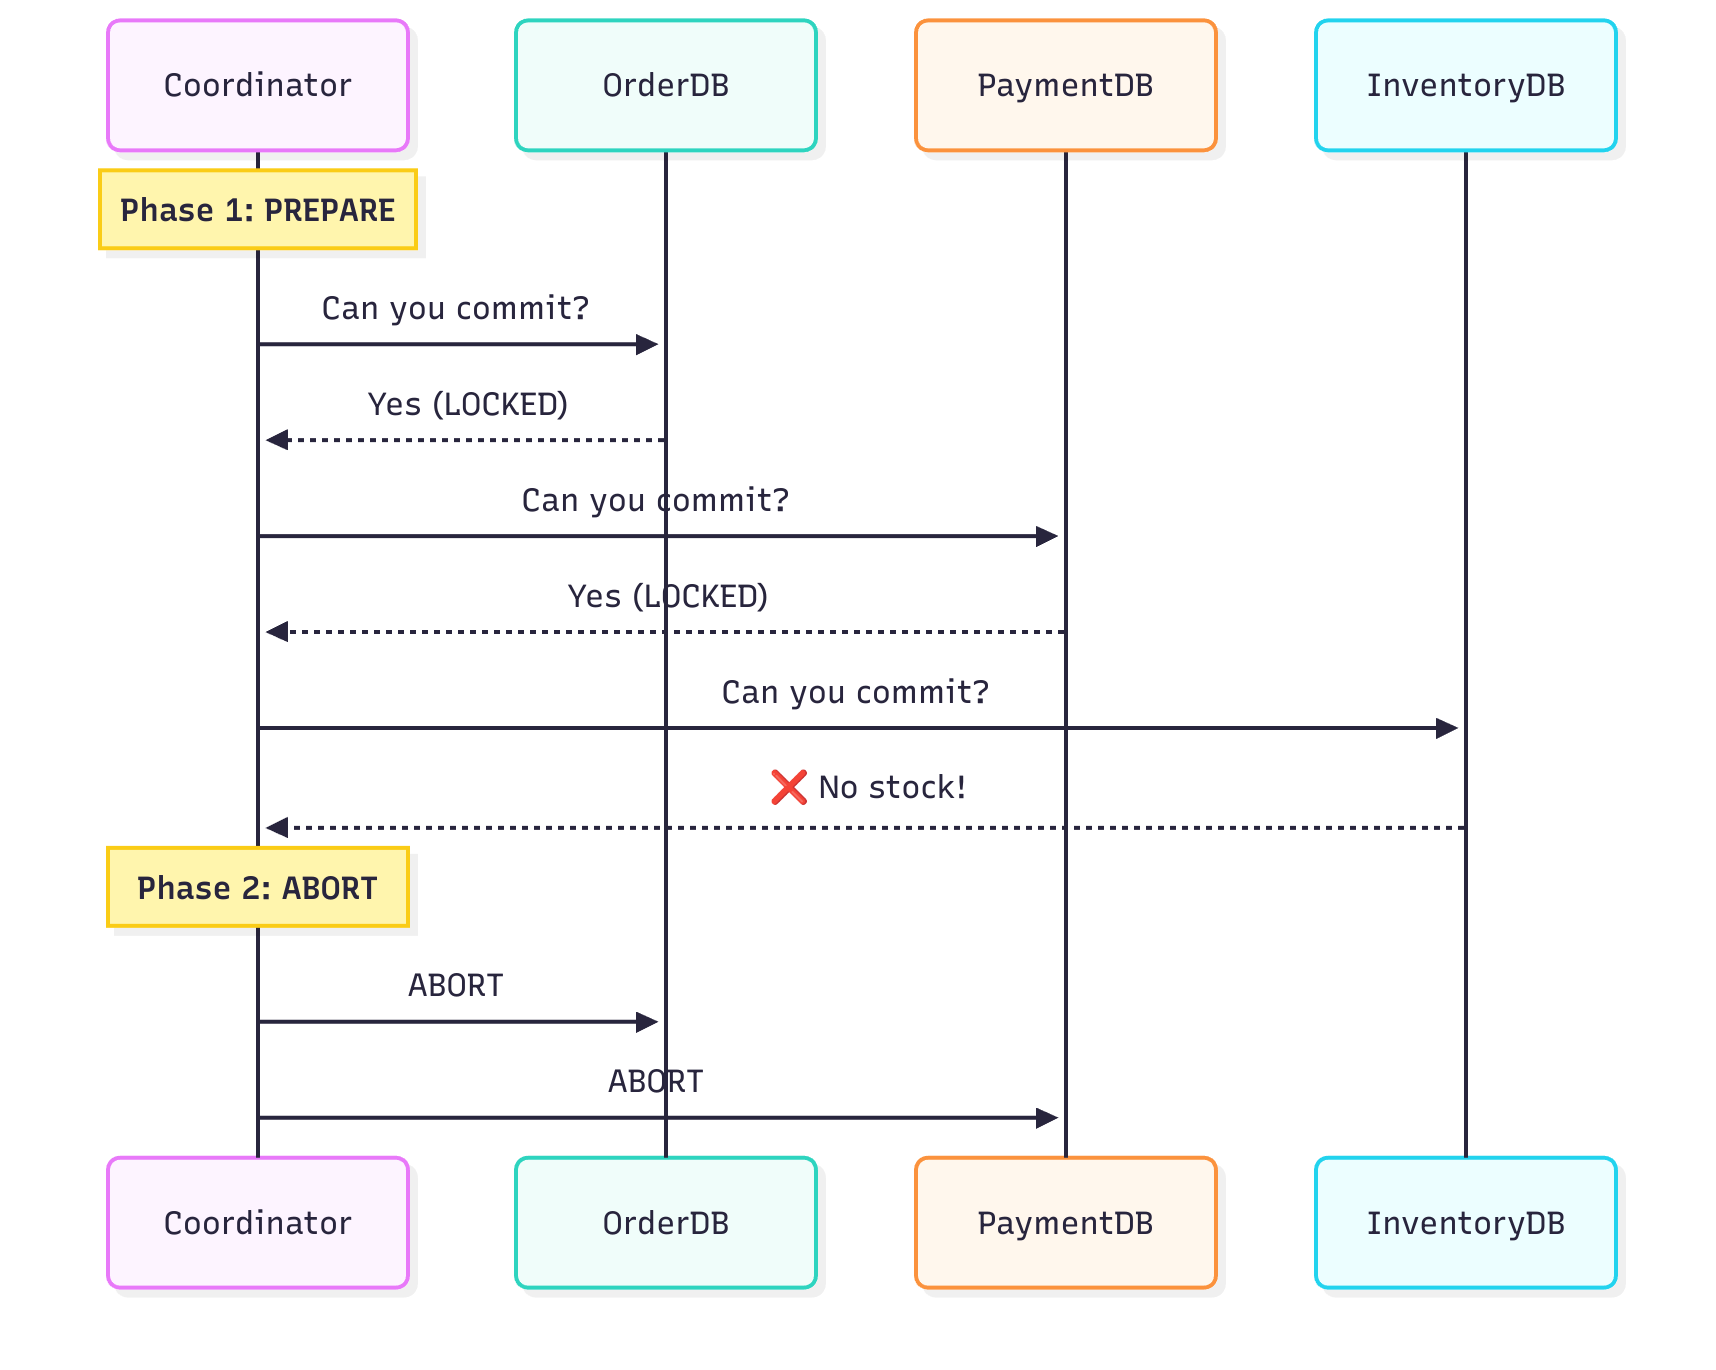 Coordinator
OrderDB
PaymentDB
InventoryDB
Phase 1: PREPARE
Can you commit?
Yes (LOCKED)
Can you commit?
Yes (LOCKED)
Can you commit?
❌ No stock!
Phase 2: ABORT
ABORT
ABORT
Coordinator
OrderDB
PaymentDB
InventoryDB